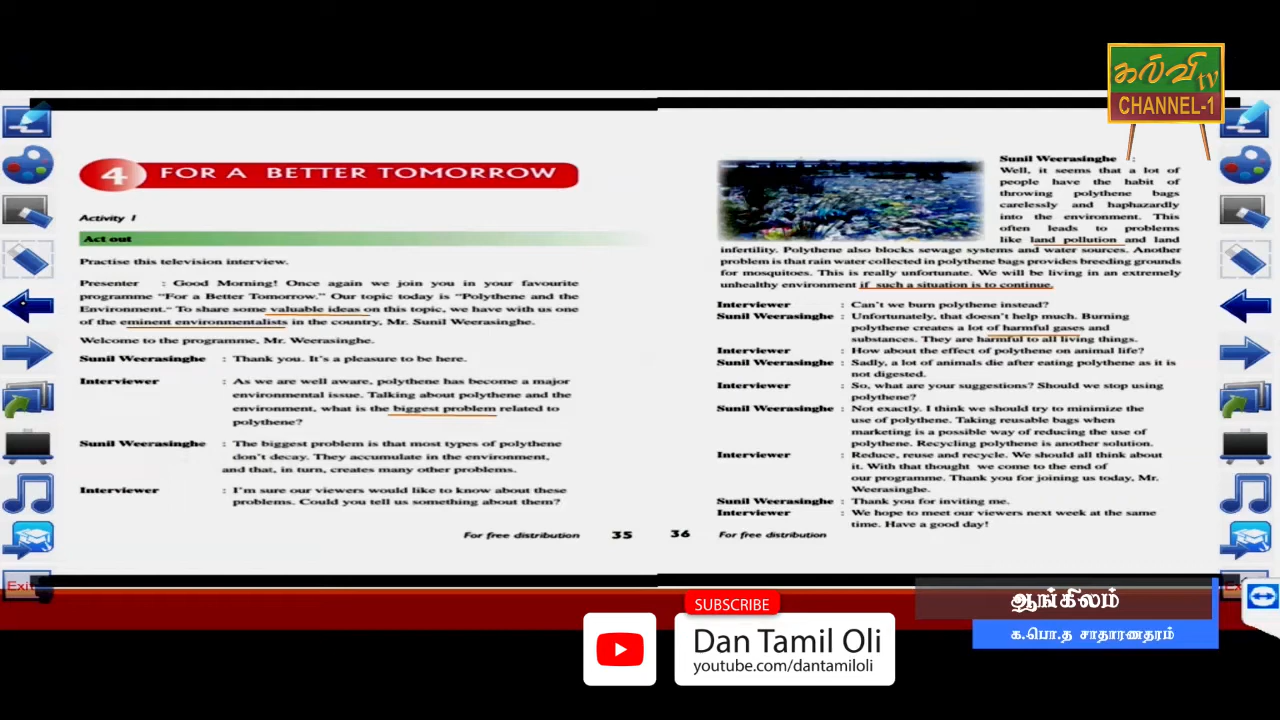 கல்வி tv
CHANNEL-1
4 FOR A BETTER TOMORROW
Activity 1
Act out
Practise this television interview.
Presenter : Good Morning! Once again we join you in your favourite
programme "For a Better Tomorrow." Our topic today is "Polythene and the
Environment." To share some valuable ideas on this topic, we have with us one
of the eminent environmentalists in the country, Mr. Sunil Weerasinghe.
Welcome to the programme, Mr. Weerasinghe.
Sunil Weerasinghe : Thank you. It's a pleasure to be here.
Interviewer : As we are well aware, polythene has become a major
environmental issue. Talking about polythene and the
environment, what is the biggest problem related to
polythene?
Sunil Weerasinghe : The biggest problem is that most types of polythene
don't decay. They accumulate in the environment,
and that, in turn, creates many other problems.
Interviewer : I'm sure our viewers would like to know about these
problems. Could you tell us something about them?
For free distribution 35
Sunil Weerasinghe :
Well, it seems that a lot of
people have the habit of
throwing polythene bags
carelessly and haphazardly
into the environment. This
often leads to problems
like land pollution and land
infertility. Polythene also blocks sewage systems and water sources. Another
problem is that rain water collected in polythene bags provides breeding grounds
for mosquitoes. This is really unfortunate. We will be living in an extremely
unhealthy environment if such a situation is to continue.
Interviewer : Can't we burn polythene instead?
Sunil Weerasinghe : Unfortunately, that doesn't help much. Burning
polythene creates a lot of harmful gases and
substances. They are harmful to all living things.
Interviewer : How about the effect of polythene on animal life?
Sunil Weerasinghe : Sadly, a lot of animals die after eating polythene as it is
not digested.
Interviewer : So, what are your suggestions? Should we stop using
polythene?
Sunil Weerasinghe : Not exactly. I think we should try to minimize the
use of polythene. Taking reusable bags when
marketing is a possible way of reducing the use of
polythene. Recycling polythene is another solution.
Interviewer : Reduce, reuse and recycle. We should all think about
it. With that thought we come to the end of
our programme. Thank you for joining us today, Mr.
Weerasinghe.
Sunil Weerasinghe : Thank you for inviting me.
Interviewer : We hope to meet our viewers next week at the same
time. Have a good day!
36 For free distribution
Exit
ஆங்கிலம்
க.பொ.த சாதாரணதரம்
SUBSCRIBE
Dan Tamil Oli
youtube.com/dantamiloli